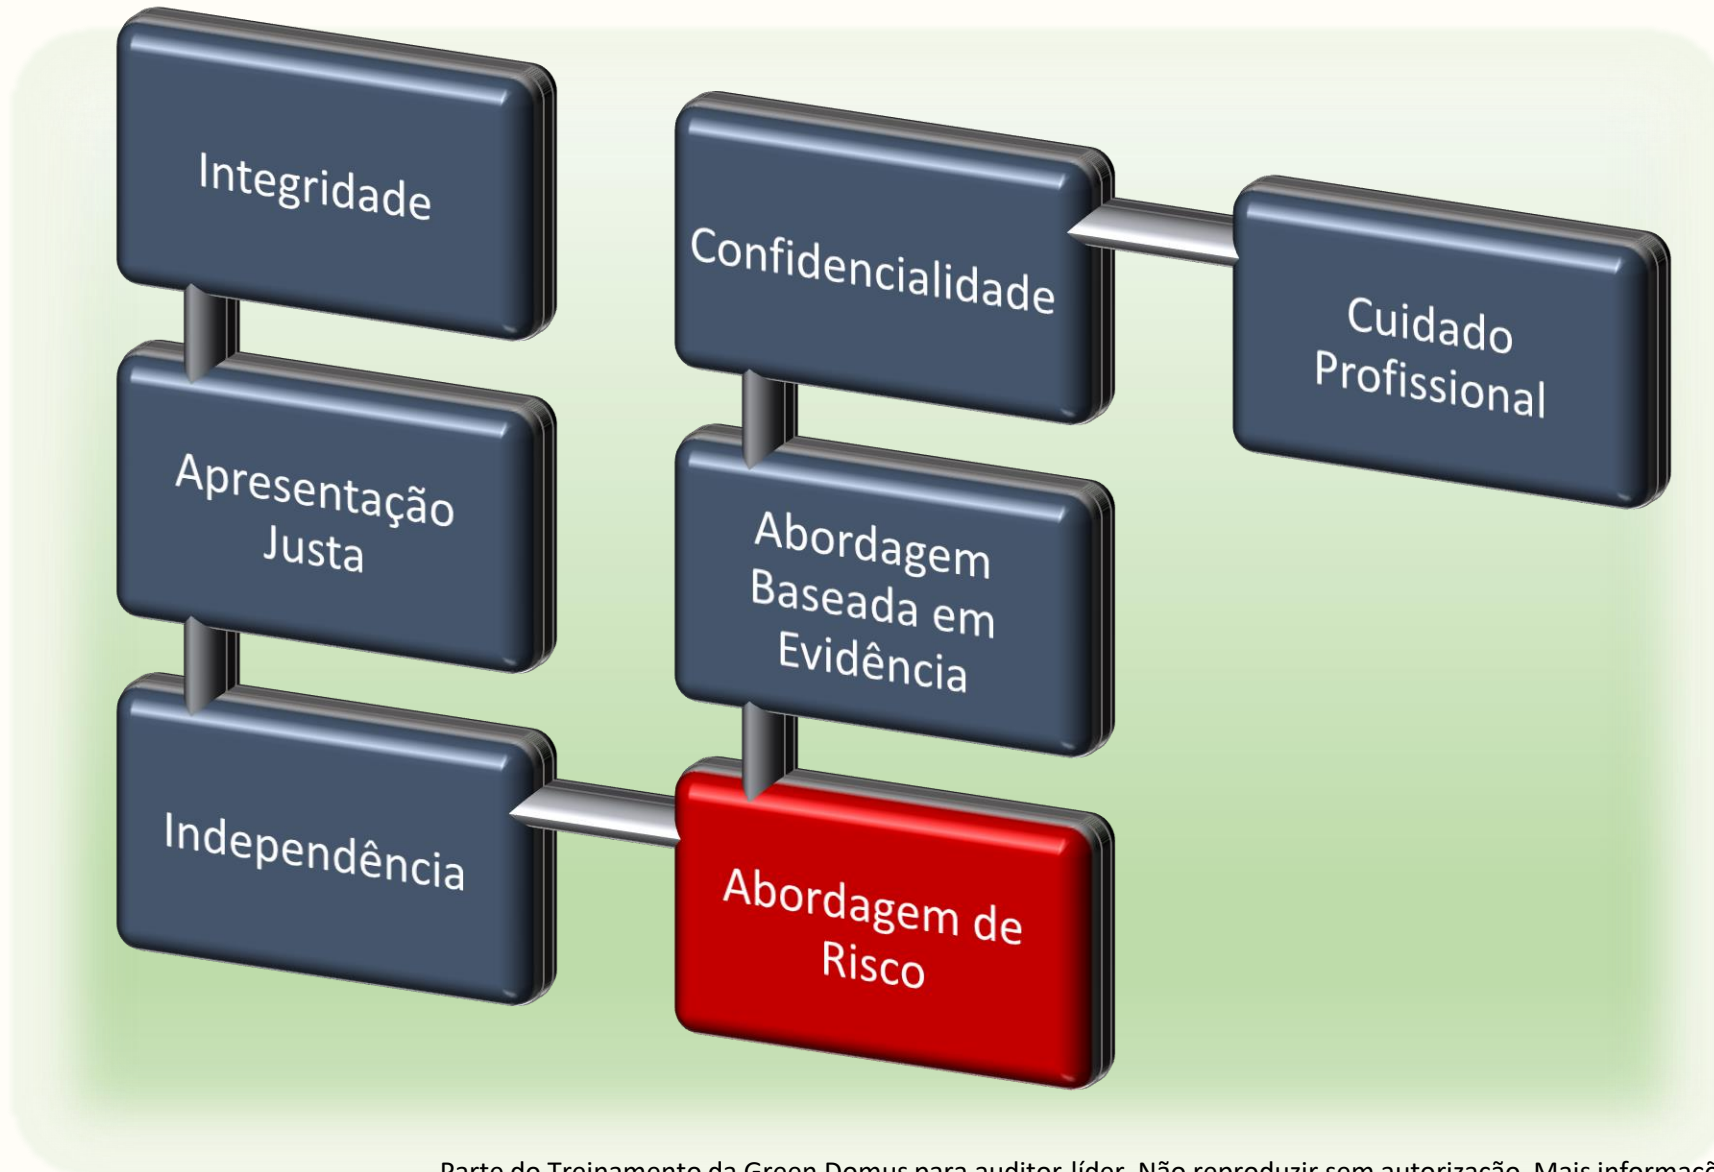 Integridade
Apresentação
Justa
Independência
Confidencialidade
Abordagem
Baseada em
Evidência
Abordagem de
Risco
Cuidado
Profissional
Parte do Treinamento da Green Domus para auditor-líder. Não reproduzir sem autorização. Mais informaçõ